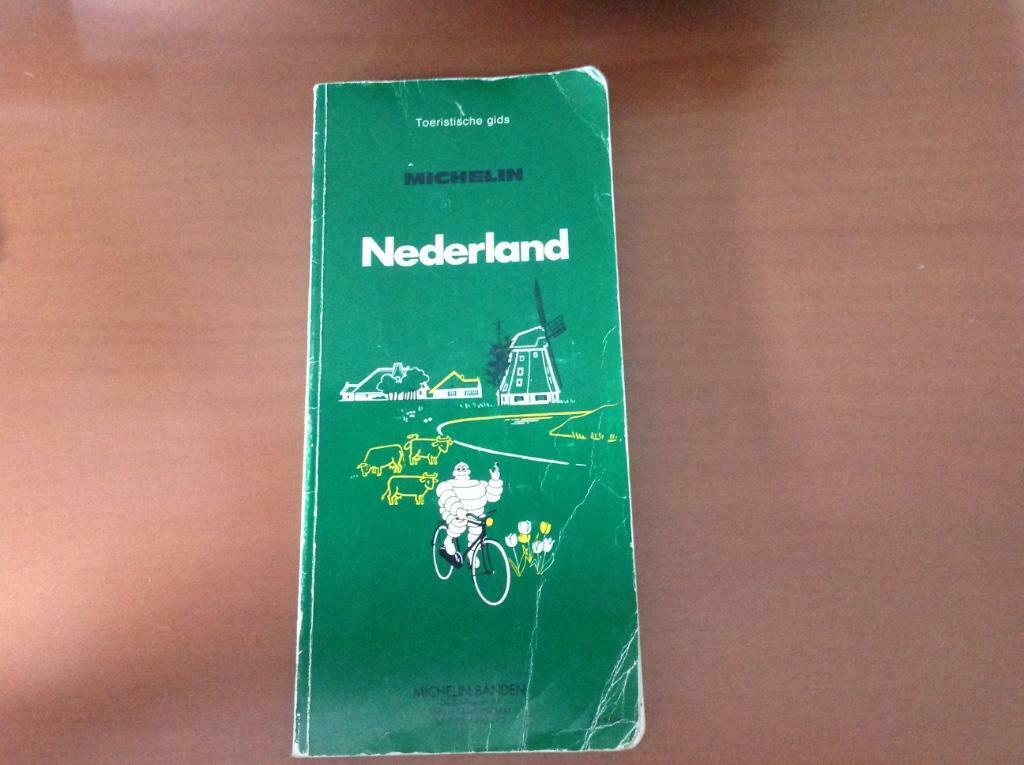 Toeristische gids
MICHELIN
Nederland
MICHELIN BANDEN